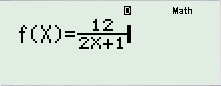 D Math
f(X)=12/2X+1